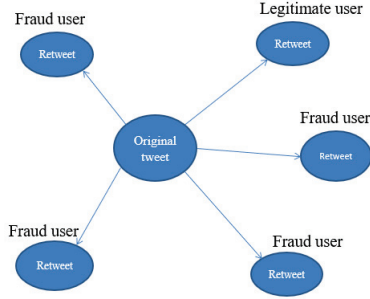 Fraud user
Retweet
Legitimate user
Retweet
Original
tweet
Fraud user
Retweet
Fraud user
Retweet
Fraud user
Retweet